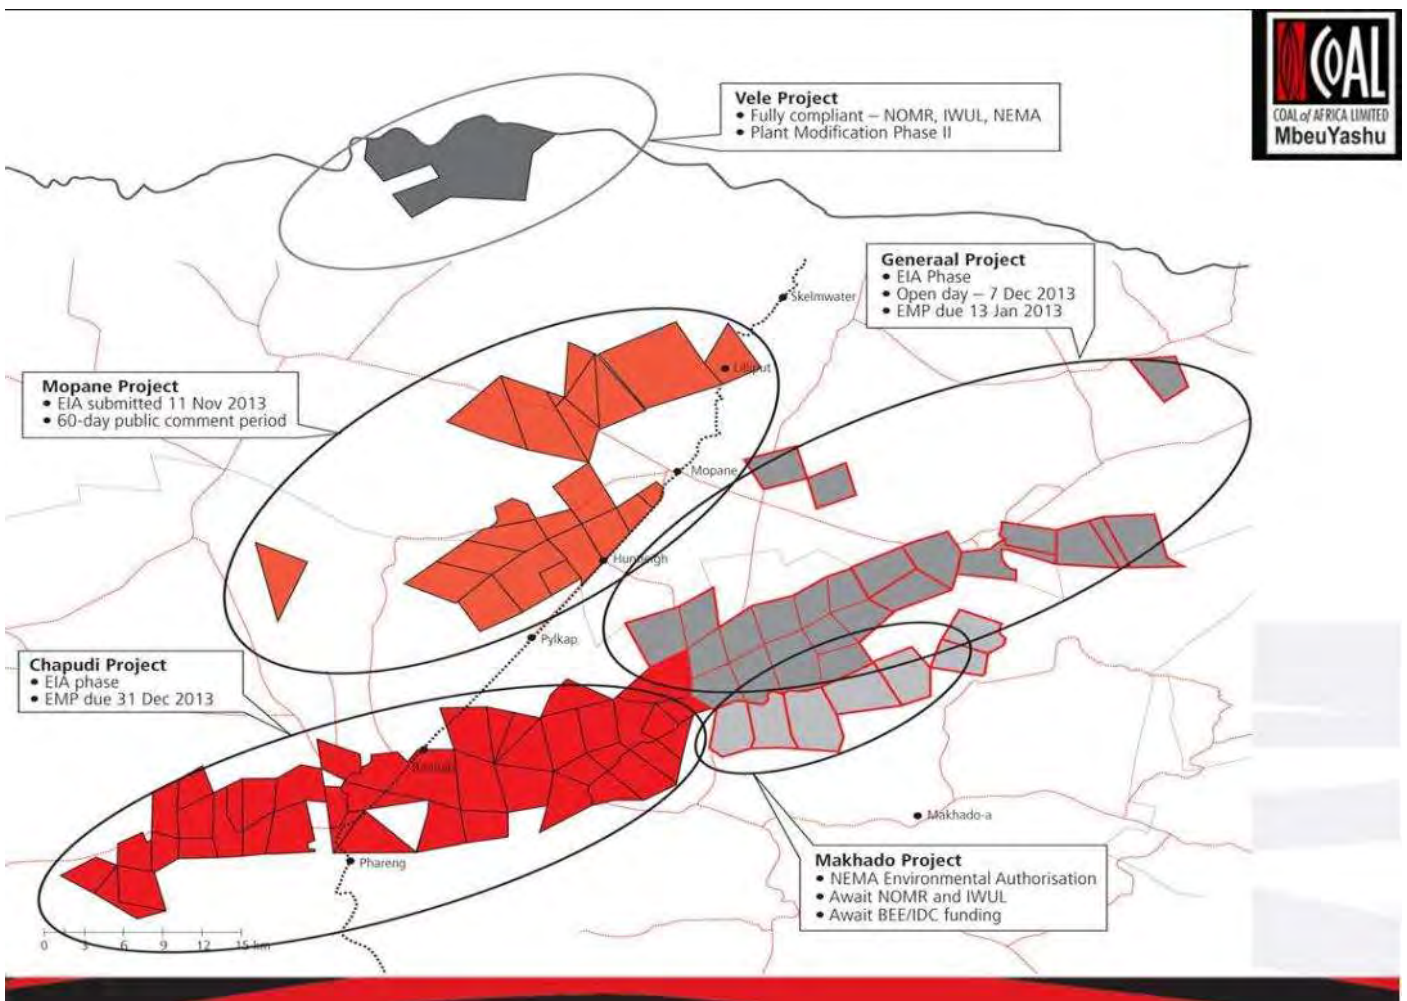 COAL
COAL of AFRICA LIMITED
MbeuYashu
Vele Project
• Fully compliant – NOMR, IWUL, NEMA
• Plant Modification Phase II
Generaal Project
• EIA Phase
• Open day – 7 Dec 2013
• EMP due 13 Jan 2013
Skelmwater
Lilliput
Mopane Project
• EIA submitted 11 Nov 2013
• 60-day public comment period
Mopane
Huntleigh
Pylkap
Chapudi Project
• EIA phase
• EMP due 31 Dec 2013
Makhado-a
Phareng
Makhado Project
• NEMA Environmental Authorisation
• Await NOMR and IWUL
• Await BEE/IDC funding
0 3 6 9 12 15 km